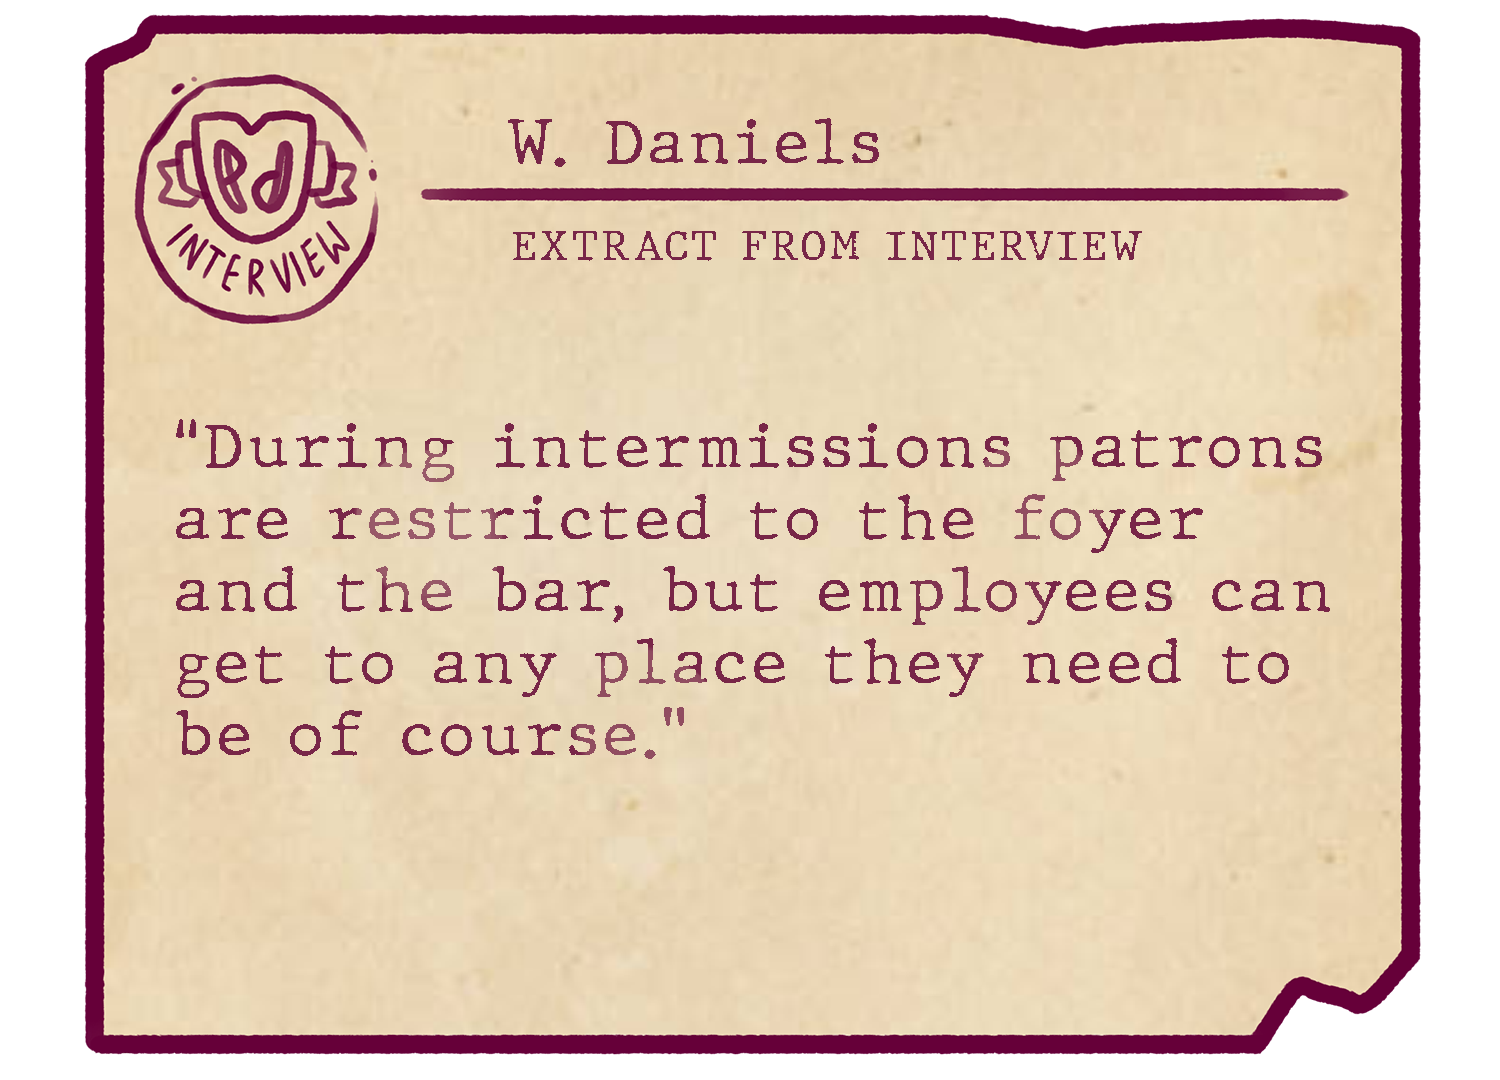 Pd
INTERVIEW
W. Daniels
EXTRACT FROM INTERVIEW
"During intermissions patrons
are restricted to the foyer
and the bar, but employees can
get to any place they need to
be of course."